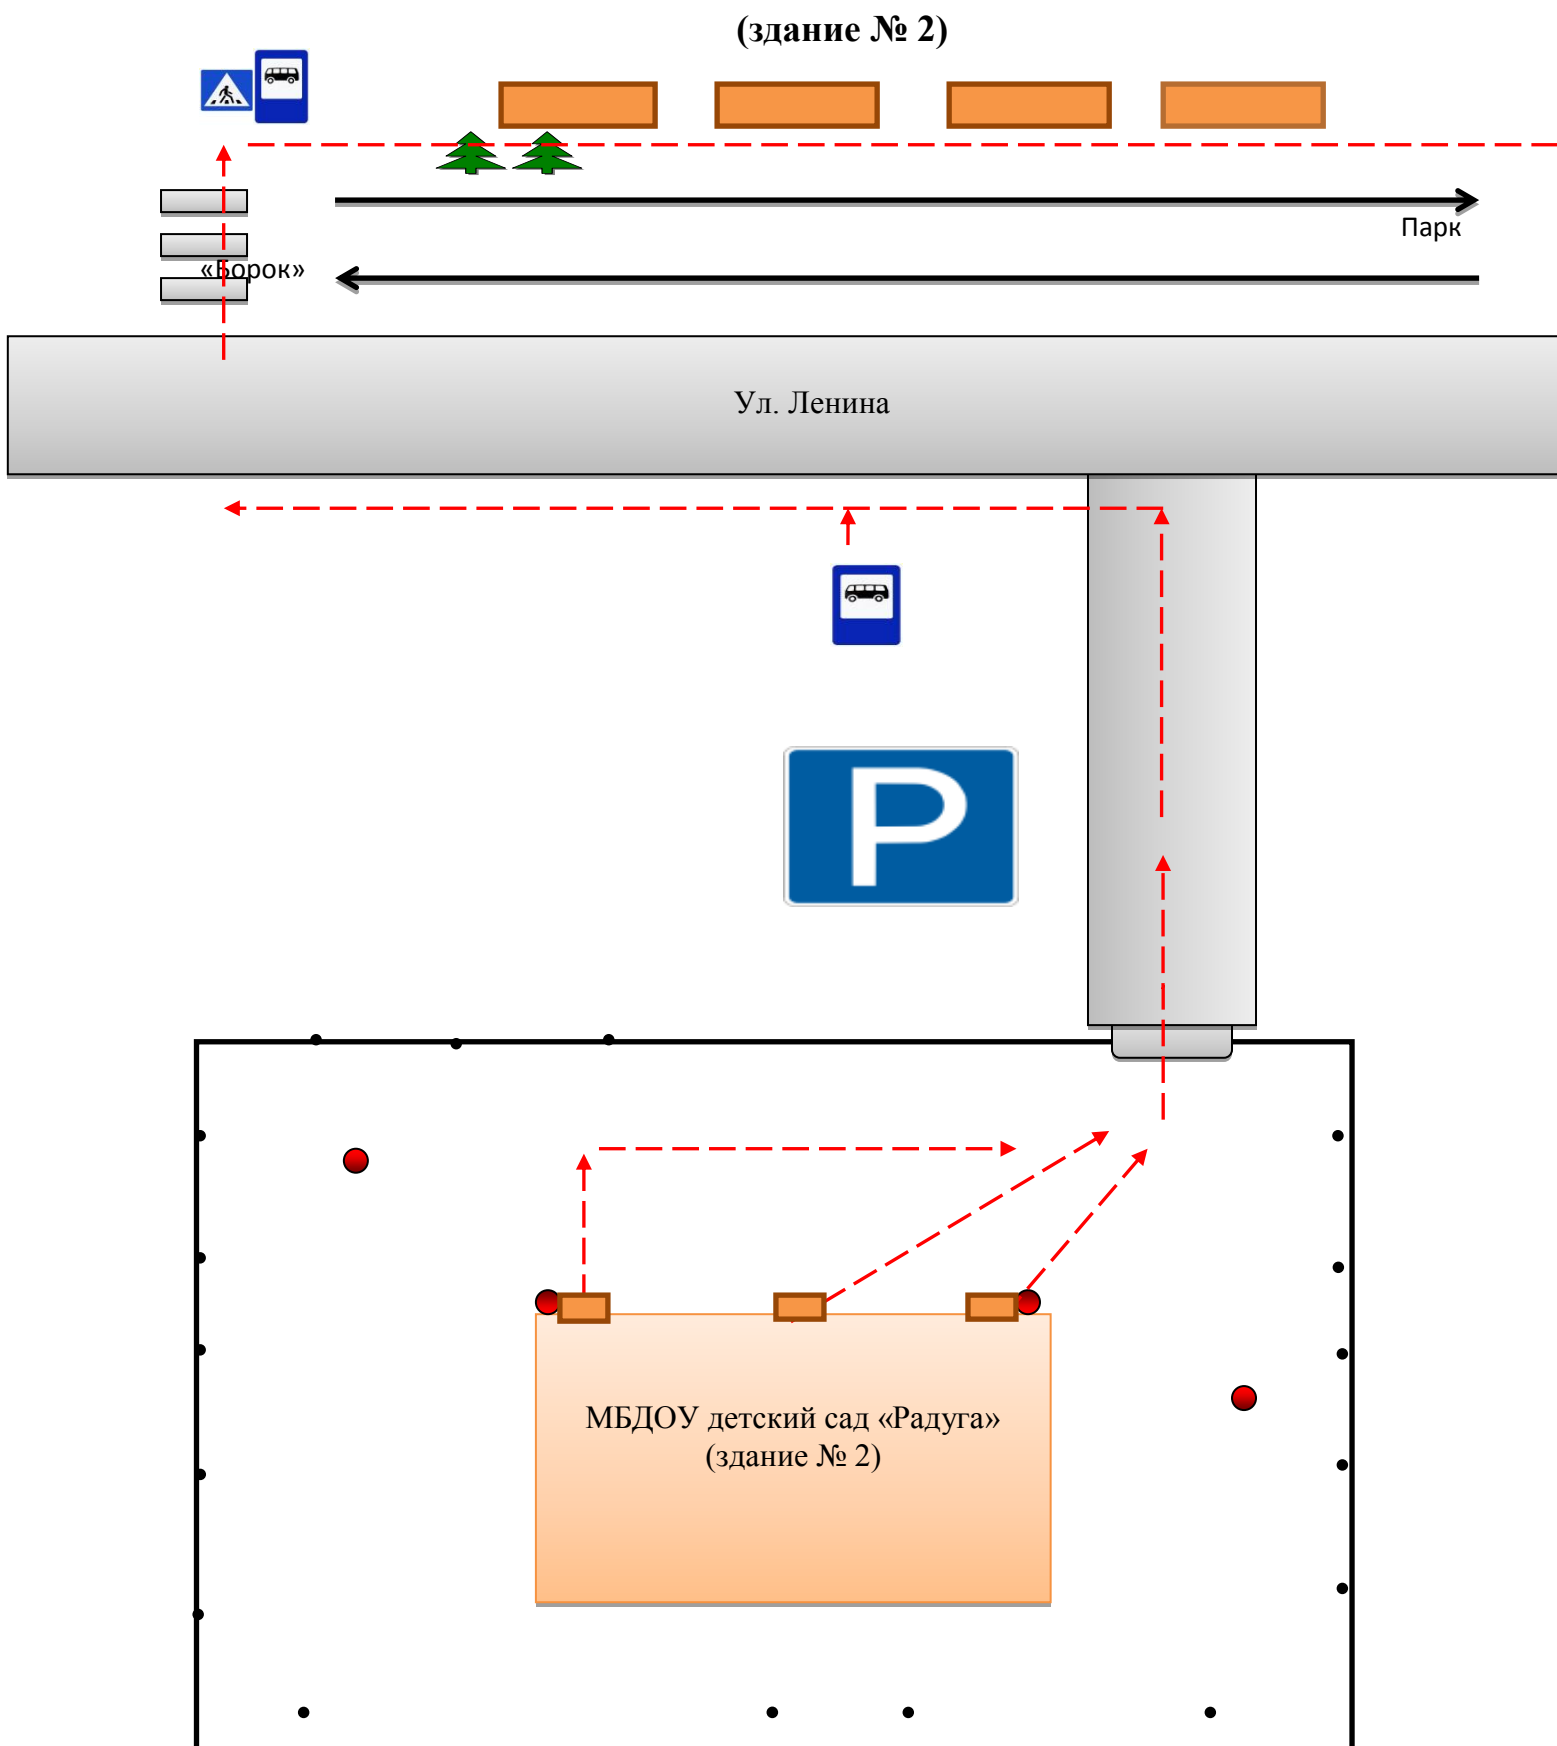 (здание № 2)
Парк
«Борок»
Ул. Ленина
P
МБДОУ детский сад «Радуга»
(здание № 2)